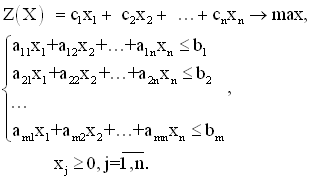 Z(X) = c₁x₁ + c₂x₂ + …+ cₙxₙ → max,
a₁₁x₁+a₁₂x₂+…+a₁ₙxₙ ≤ b₁
a₂₁x₁+a₂₂x₂+…+a₂ₙxₙ ≤ b₂
…
,
aₘ₁x₁+aₘ₂x₂+…+aₘₙxₙ ≤ bₘ
xⱼ ≥ 0, j=1,n.